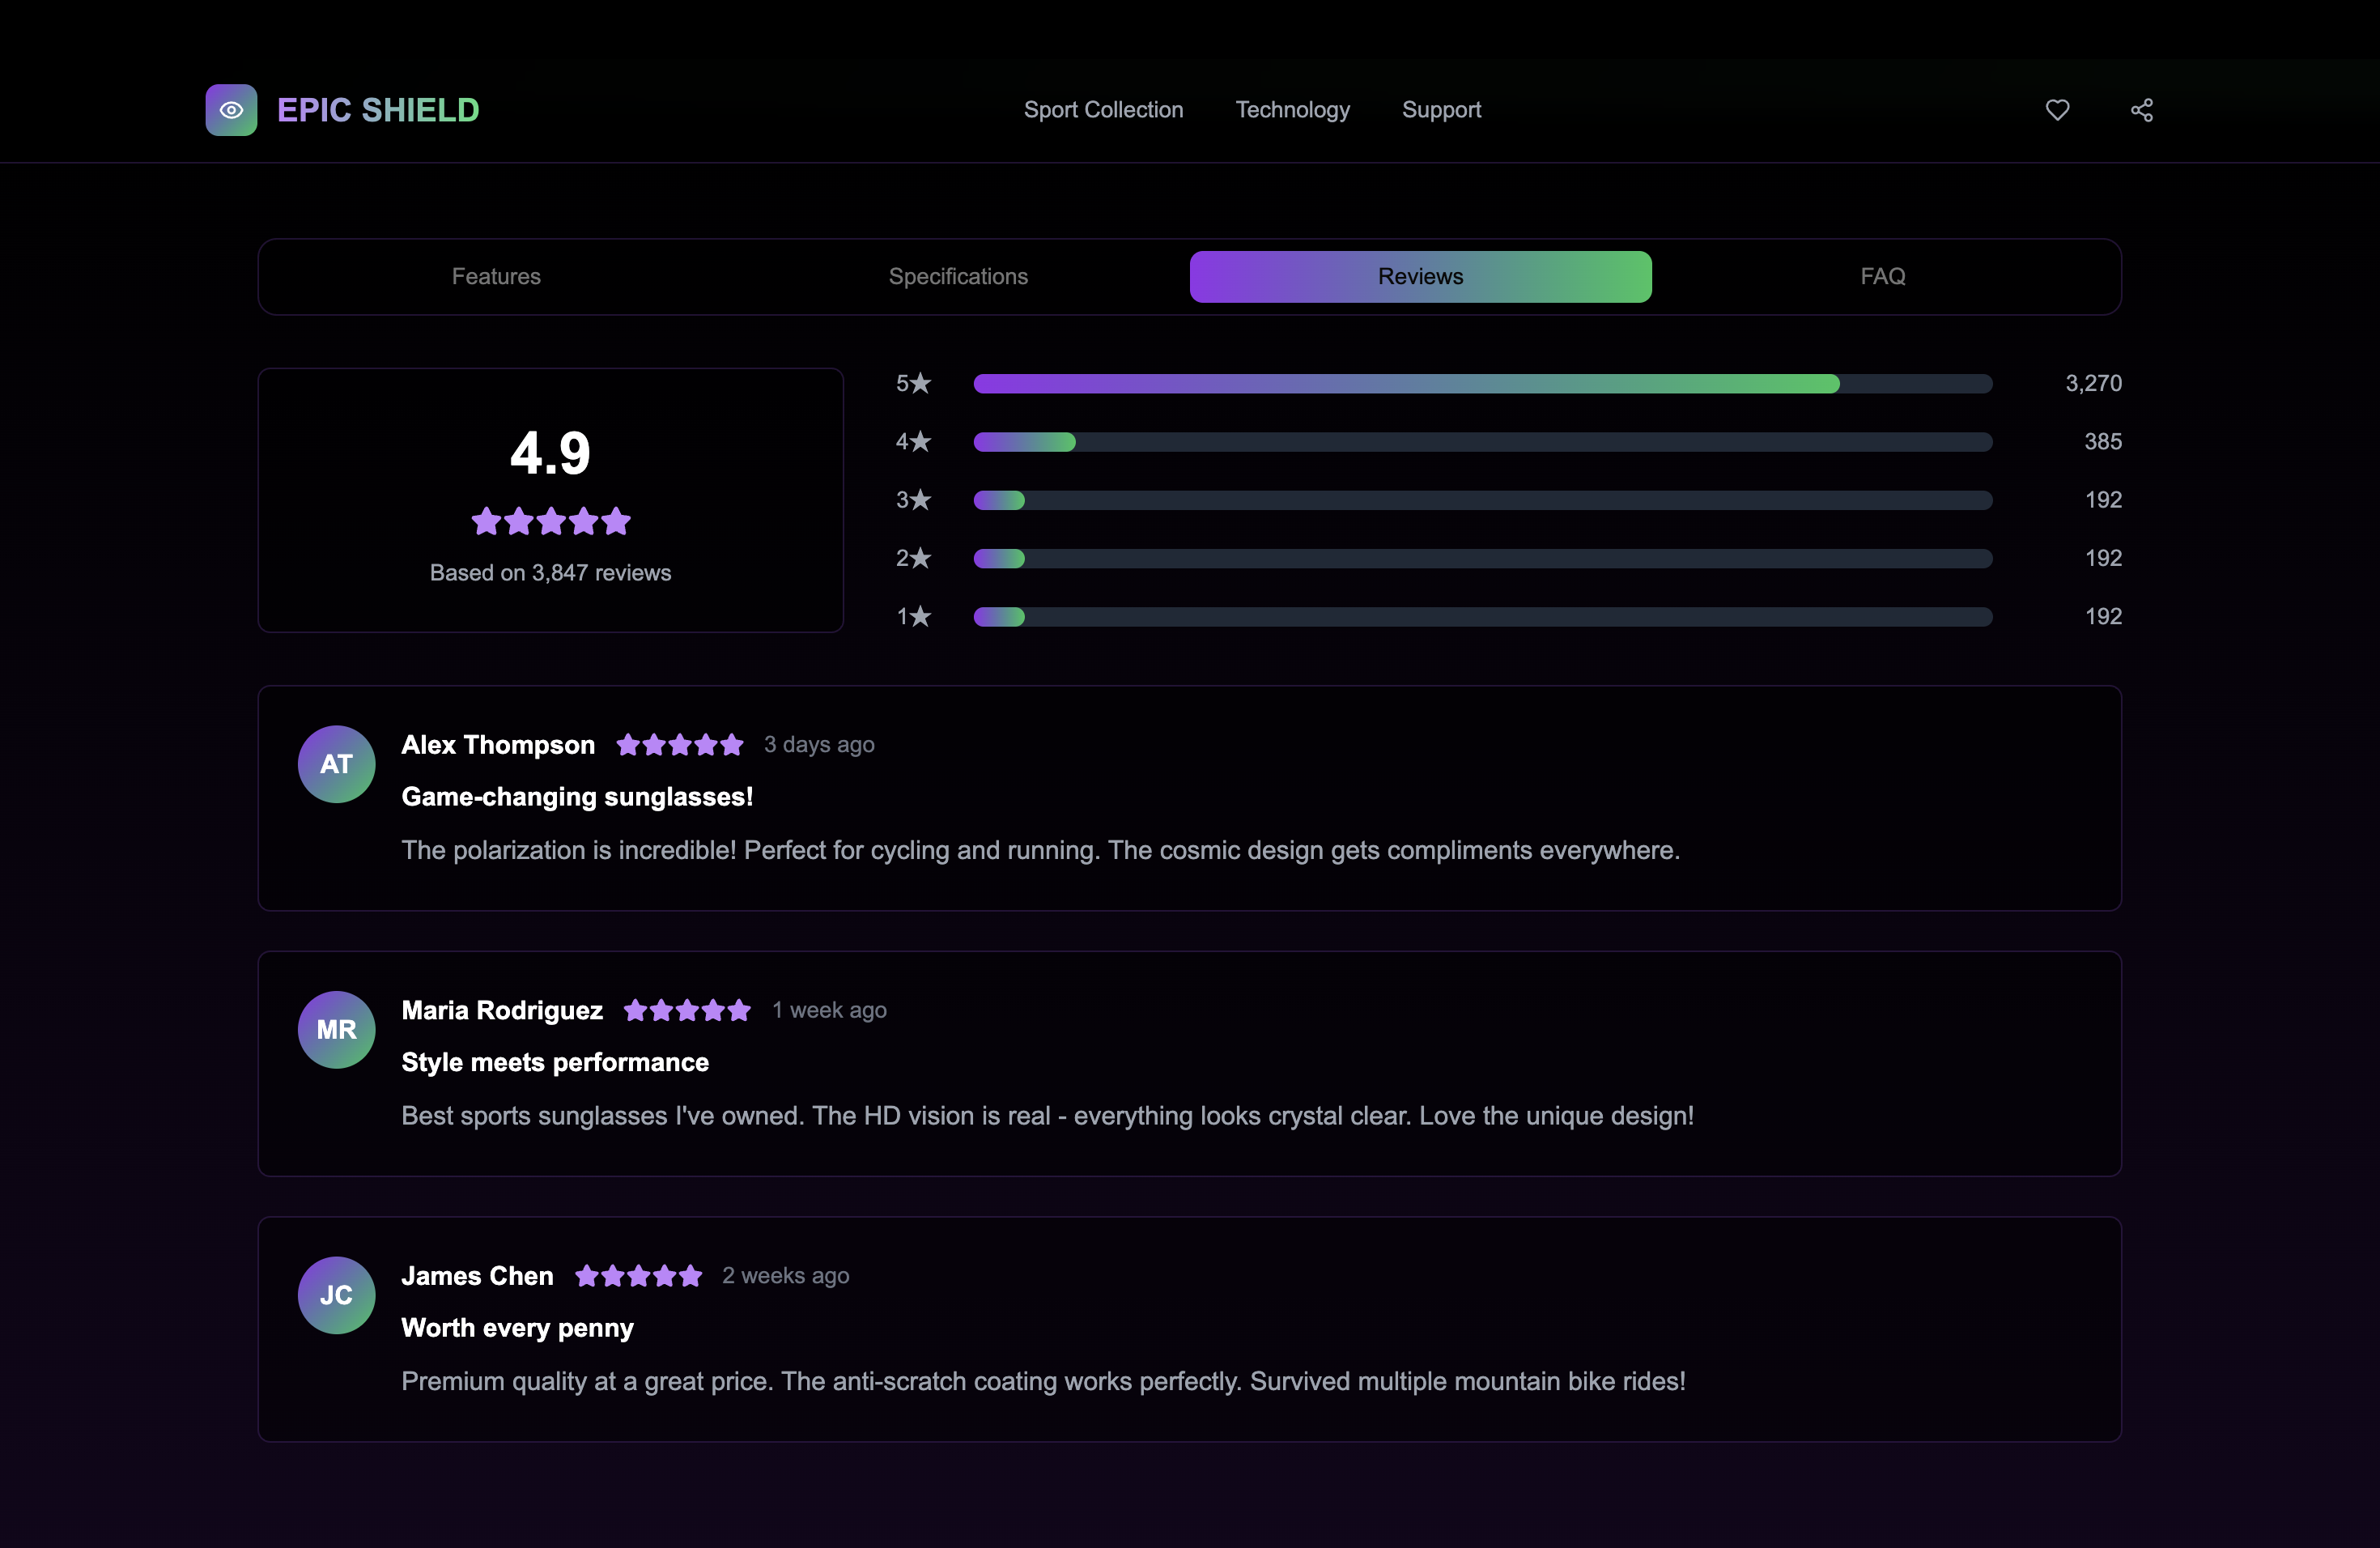 EPIC SHIELD
Sport Collection Technology Support
Features Specifications Reviews FAQ
4.9
Based on 3,847 reviews
5★ 3,270
4★ 385
3★ 192
2★ 192
1★ 192
AT
Alex Thompson 3 days ago
Game-changing sunglasses!
The polarization is incredible! Perfect for cycling and running. The cosmic design gets compliments everywhere.
MR
Maria Rodriguez 1 week ago
Style meets performance
Best sports sunglasses I've owned. The HD vision is real - everything looks crystal clear. Love the unique design!
JC
James Chen 2 weeks ago
Worth every penny
Premium quality at a great price. The anti-scratch coating works perfectly. Survived multiple mountain bike rides!